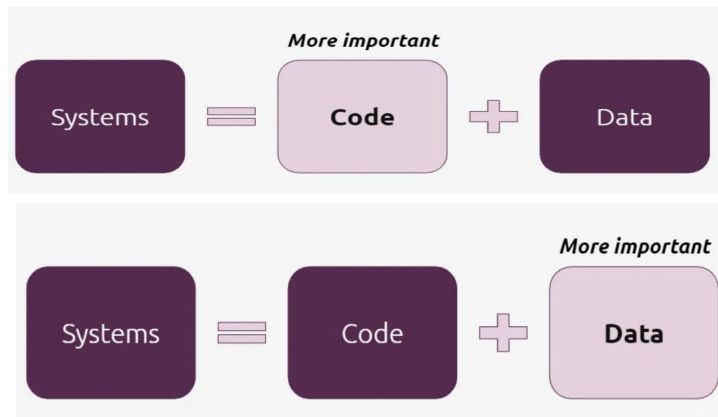 More important
Systems = Code + Data
More important
Systems = Code + Data